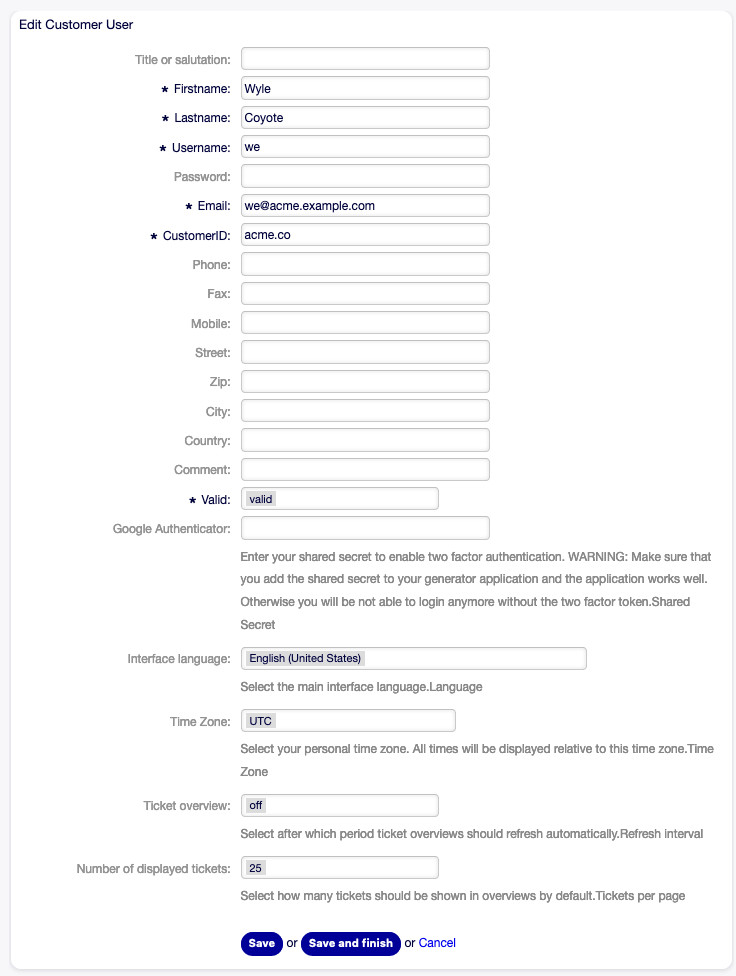 Edit Customer User
Title or salutation:
* Firstname: Wyle
* Lastname: Coyote
* Username: we
Password:
* Email: we@acme.example.com
* CustomerID: acme.co
Phone:
Fax:
Mobile:
Street:
Zip:
City:
Country:
Comment:
* Valid: valid
Google Authenticator:
Enter your shared secret to enable two factor authentication. WARNING: Make sure that
you add the shared secret to your generator application and the application works well.
Otherwise you will be not able to login anymore without the two factor token.Shared
Secret
Interface language: English (United States)
Select the main interface language.Language
Time Zone: UTC
Select your personal time zone. All times will be displayed relative to this time zone.Time
Zone
Ticket overview: off
Select after which period ticket overviews should refresh automatically.Refresh interval
Number of displayed tickets: 25
Select how many tickets should be shown in overviews by default.Tickets per page
Save or Save and finish or Cancel